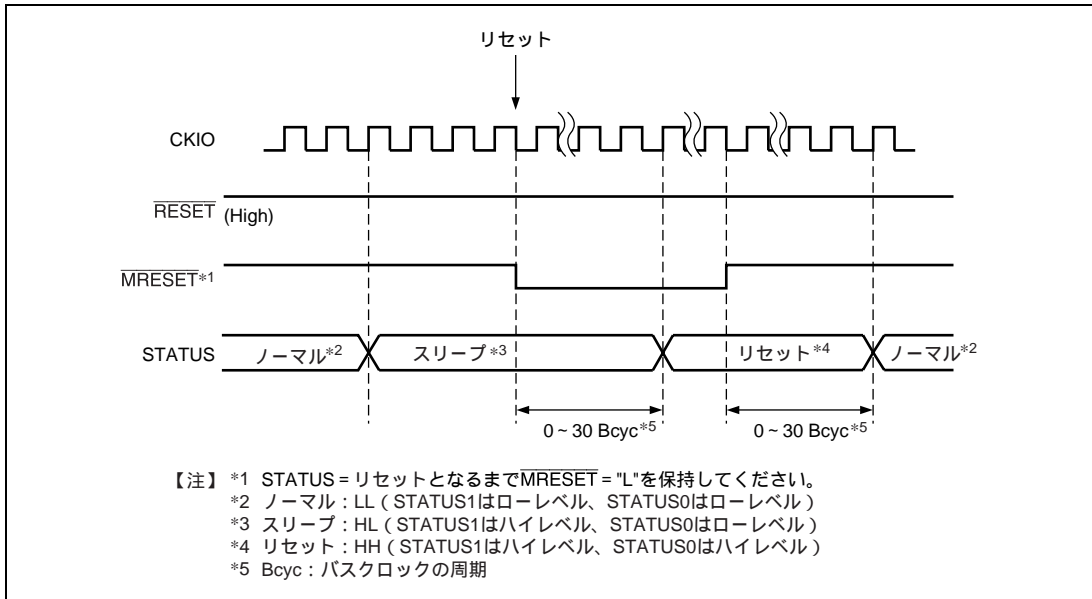 リセット
CKIO
RESET (High)
MRESET*1
STATUS ノーマル*2 スリープ*3 リセット*4 ノーマル*2
0 ~ 30 Bcyc*5 0 ~ 30 Bcyc*5
【注】 *1 STATUS = リセットとなるまでMRESET = "L"を保持してください。
*2 ノーマル : LL ( STATUS1はローレベル、STATUS0はローレベル )
*3 スリープ : HL ( STATUS1はハイレベル、STATUS0はローレベル )
*4 リセット : HH ( STATUS1はハイレベル、STATUS0はハイレベル )
*5 Bcyc : バスクロックの周期